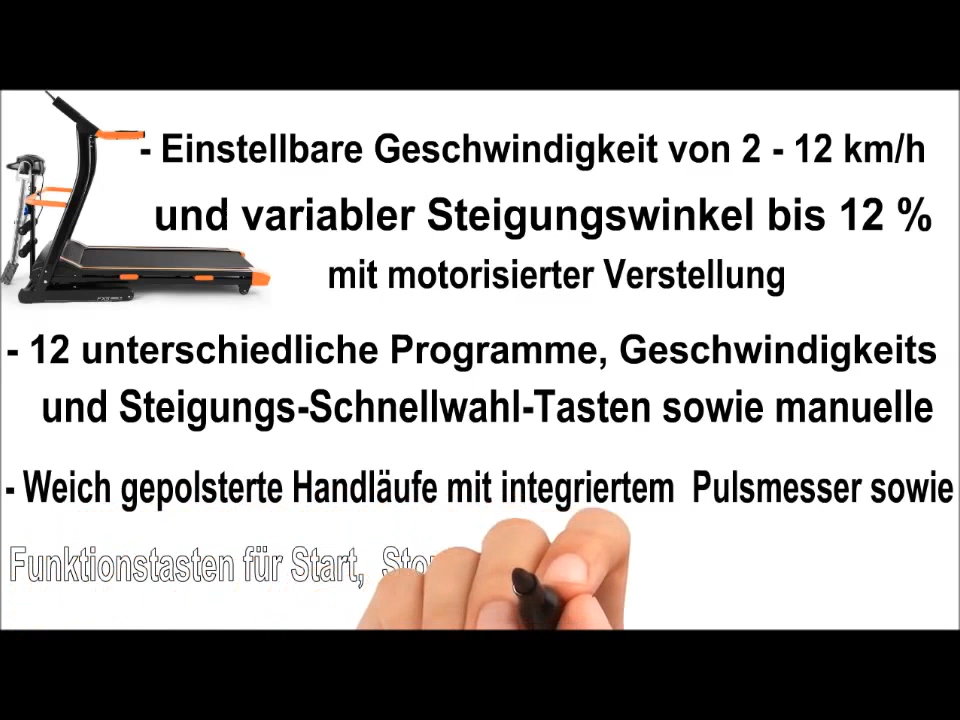 - Einstellbare Geschwindigkeit von 2 - 12 km/h
und variabler Steigungswinkel bis 12 %
mit motorisierter Verstellung
- 12 unterschiedliche Programme, Geschwindigkeits
und Steigungs-Schnellwahl-Tasten sowie manuelle
- Weich gepolsterte Handläufe mit integriertem Pulsmesser sowie
Funktionstasten für Start,